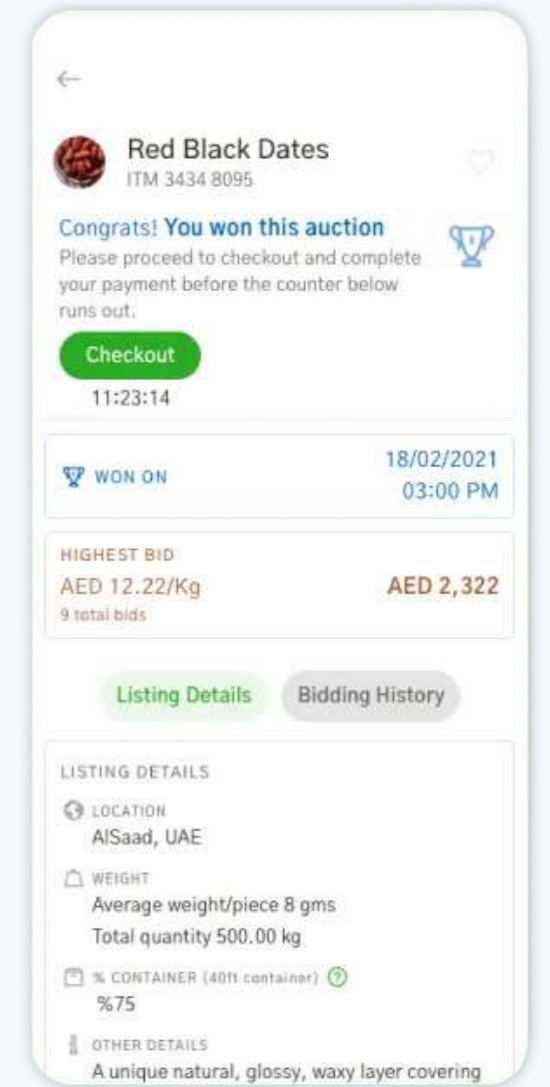 Red Black Dates
ITM 3434 8095
Congrats! You won this auction
Please proceed to checkout and complete
your payment before the counter below
runs out.
Checkout
11:23:14
WON ON
18/02/2021
03:00 PM
HIGHEST BID
AED 12.22/Kg
AED 2,322
9 total bids
Listing Details
Bidding History
LISTING DETAILS
LOCATION
AlSaad, UAE
WEIGHT
Average weight/piece 8 gms
Total quantity 500.00 kg
% CONTAINER (40ft container) ?
%75
OTHER DETAILS
A unique natural, glossy, waxy layer covering